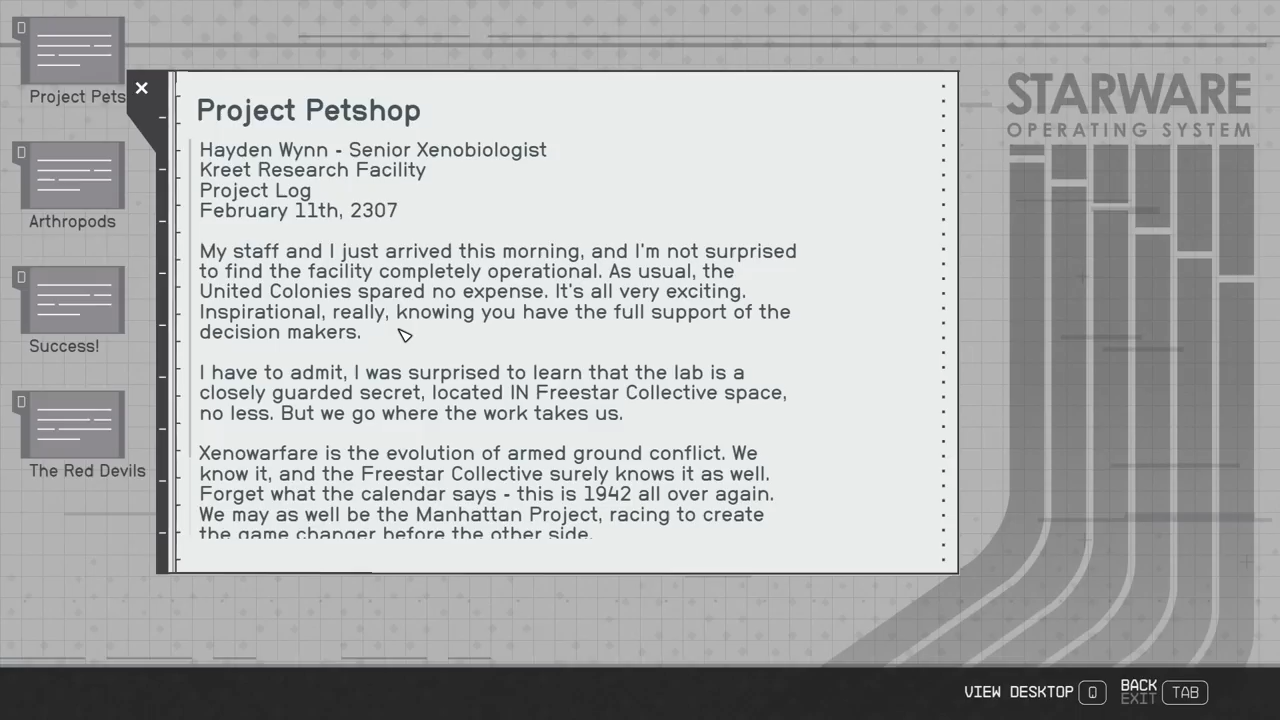 Project Pets
Arthropods
Success!
The Red Devils
Project Petshop
Hayden Wynn - Senior Xenobiologist
Kreet Research Facility
Project Log
February 11th, 2307
My staff and I just arrived this morning, and I'm not surprised
to find the facility completely operational. As usual, the
United Colonies spared no expense. It's all very exciting.
Inspirational, really, knowing you have the full support of the
decision makers.
I have to admit, I was surprised to learn that the lab is a
closely guarded secret, located IN Freestar Collective space,
no less. But we go where the work takes us.
Xenowarfare is the evolution of armed ground conflict. We
know it, and the Freestar Collective surely knows it as well.
Forget what the calendar says - this is 1942 all over again.
We may as well be the Manhattan Project, racing to create
the game changer before the other side.
STARWARE
OPERATING SYSTEM
VIEW DESKTOP Q
BACK
EXIT
TAB